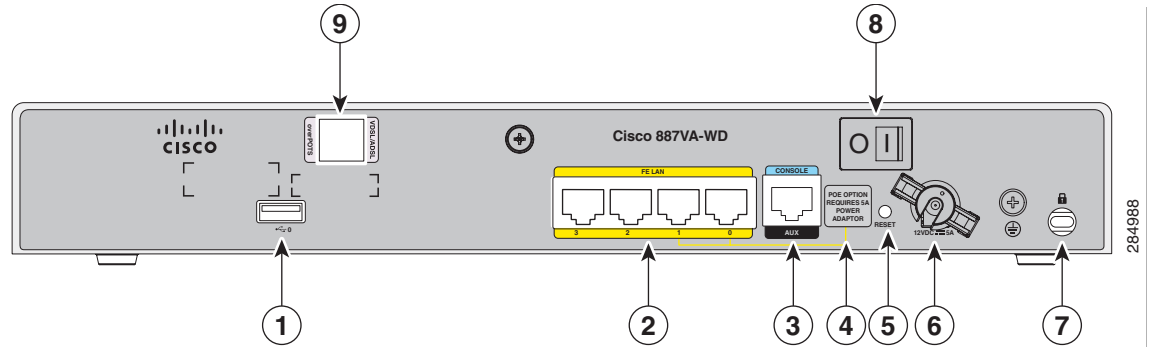 9
8
CISCO
overPOTS
VDSL/ADSL
Cisco 887VA-WD
O I
FE LAN
CONSOLE
POE OPTION
REQUIRES 5A
POWER
ADAPTOR
0
3 2 1 0
AUX
RESET
12VDC 5A
284988
1
2
3
4
5
6
7